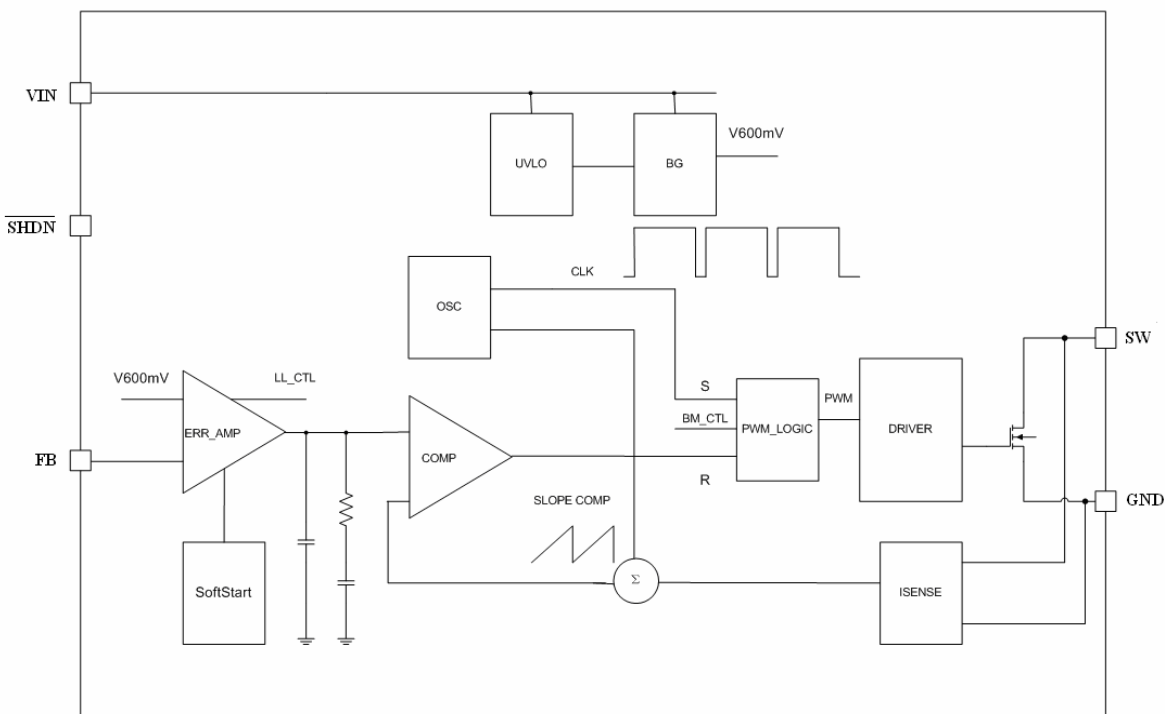 VIN
UVLO
BG
V600mV
SHDN
OSC
CLK
SW
V600mV
LL_CTL
ERR_AMP
FB
COMP
S
BM_CTL
PWM_LOGIC
R
PWM
DRIVER
GND
SLOPE COMP
SoftStart
Σ
ISENSE